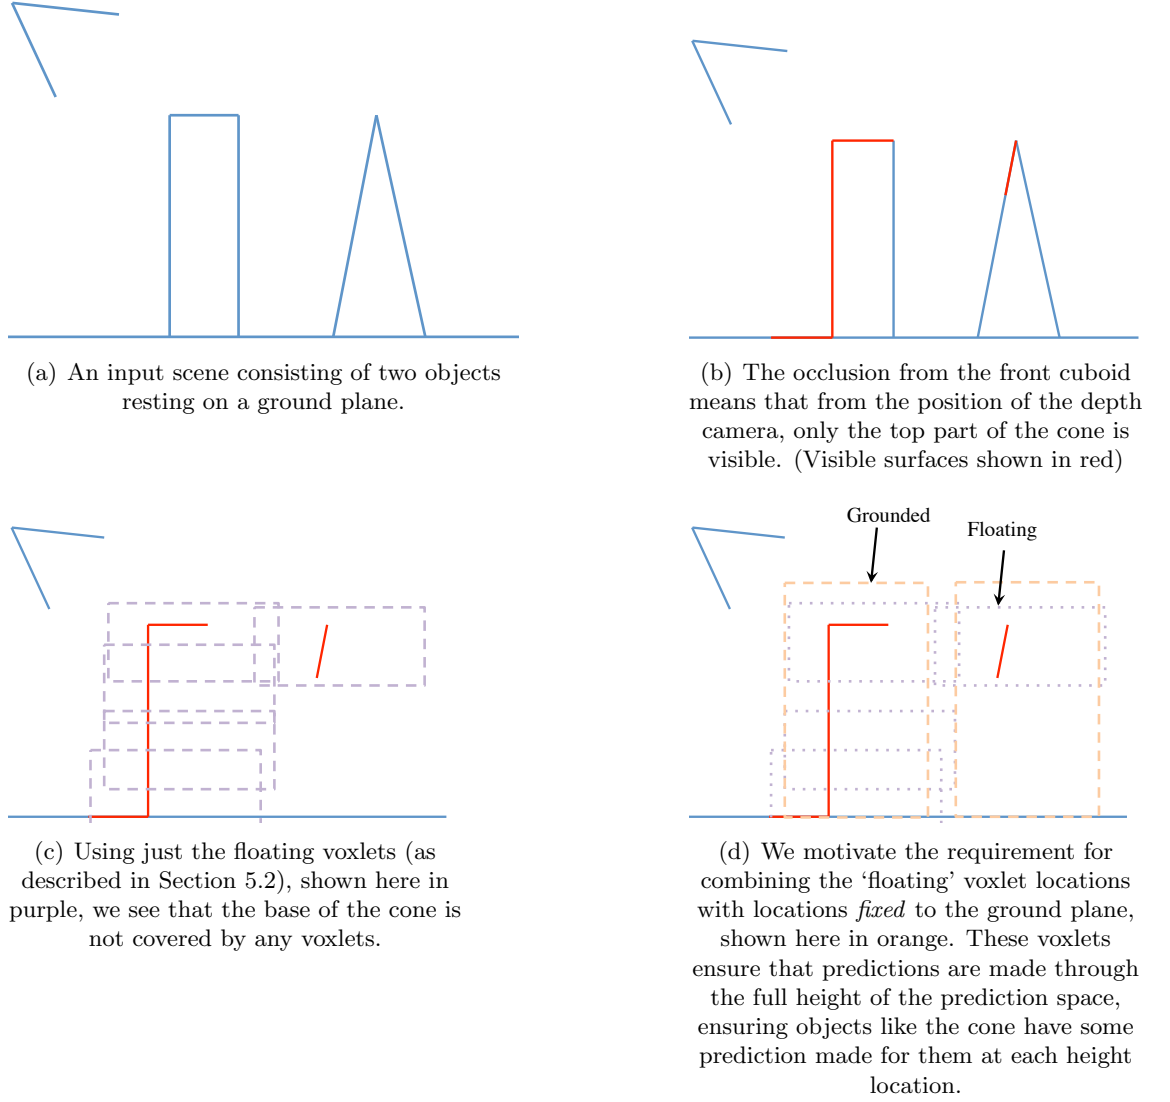 (a) An input scene consisting of two objects
resting on a ground plane.
(b) The occlusion from the front cuboid
means that from the position of the depth
camera, only the top part of the cone is
visible. (Visible surfaces shown in red)
(c) Using just the floating voxlets (as
described in Section 5.2), shown here in
purple, we see that the base of the cone is
not covered by any voxlets.
Grounded
Floating
(d) We motivate the requirement for
combining the ‘floating’ voxlet locations
with locations fixed to the ground plane,
shown here in orange. These voxlets
ensure that predictions are made through
the full height of the prediction space,
ensuring objects like the cone have some
prediction made for them at each height
location.